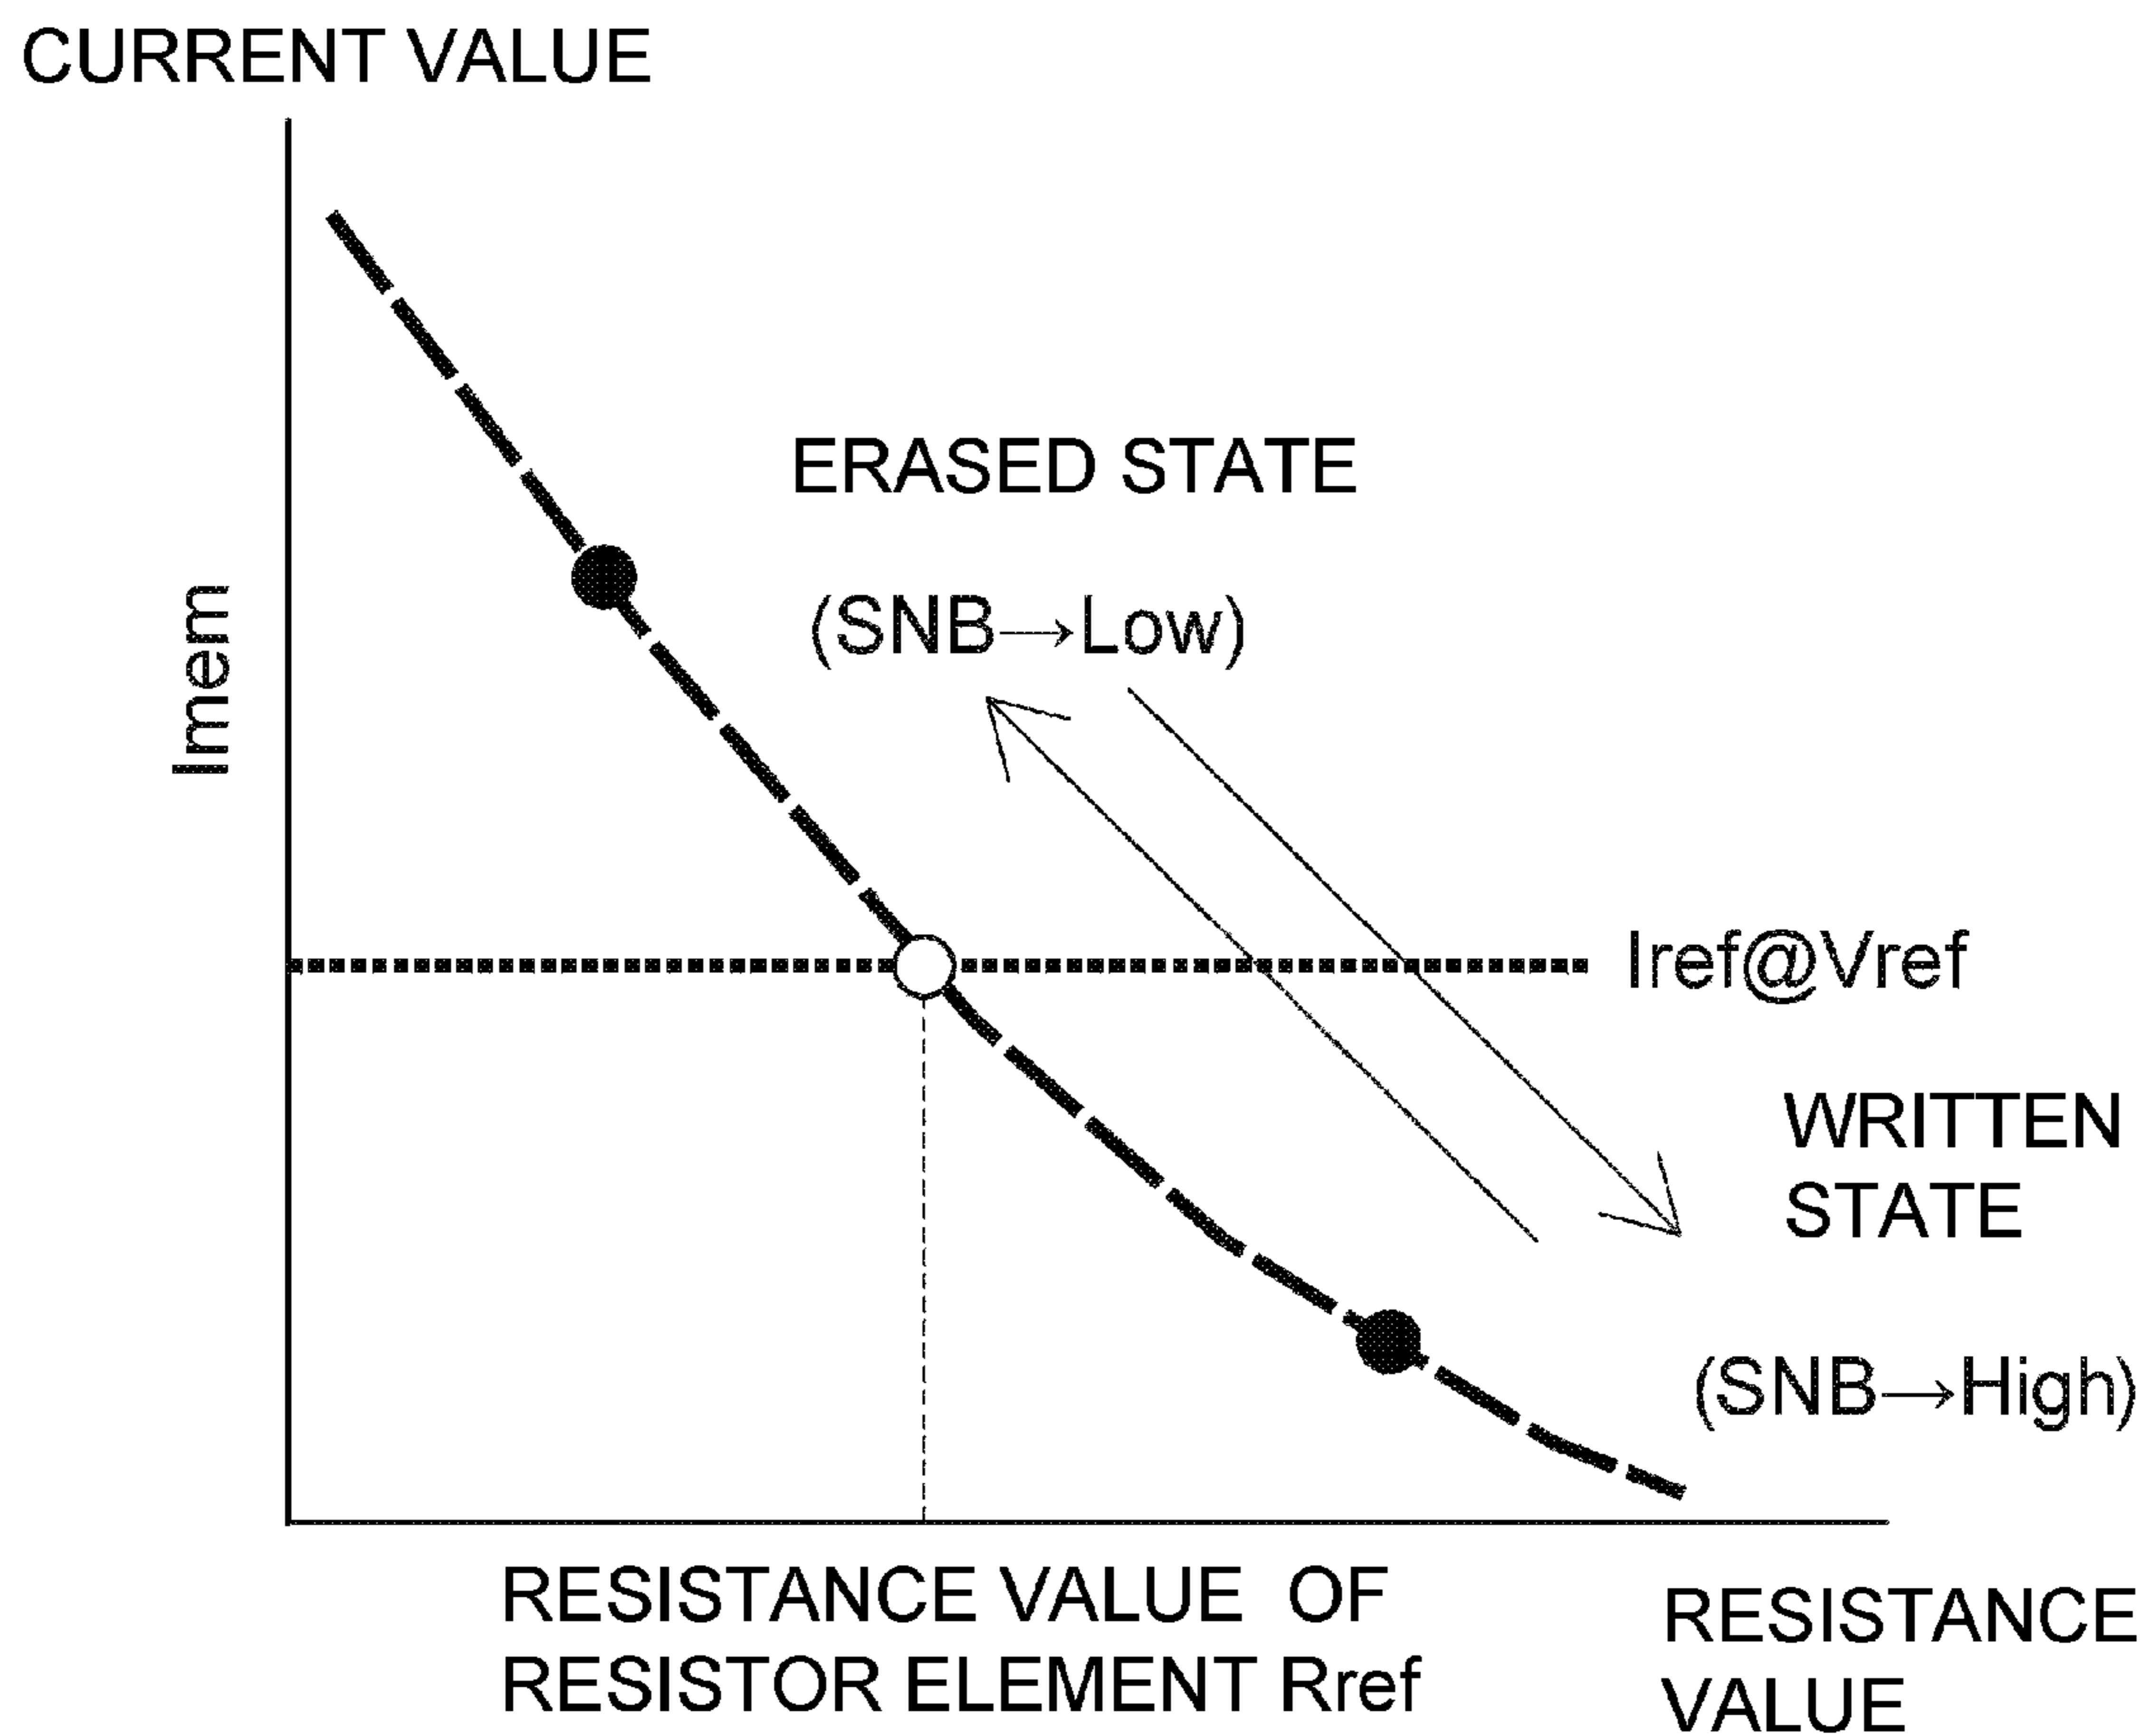 CURRENT VALUE
ERASED STATE
(SNB→Low)
Imem
Iref@Vref
WRITTEN
STATE
(SNB→High)
RESISTANCE VALUE OF
RESISTOR ELEMENT Rref
RESISTANCE
VALUE